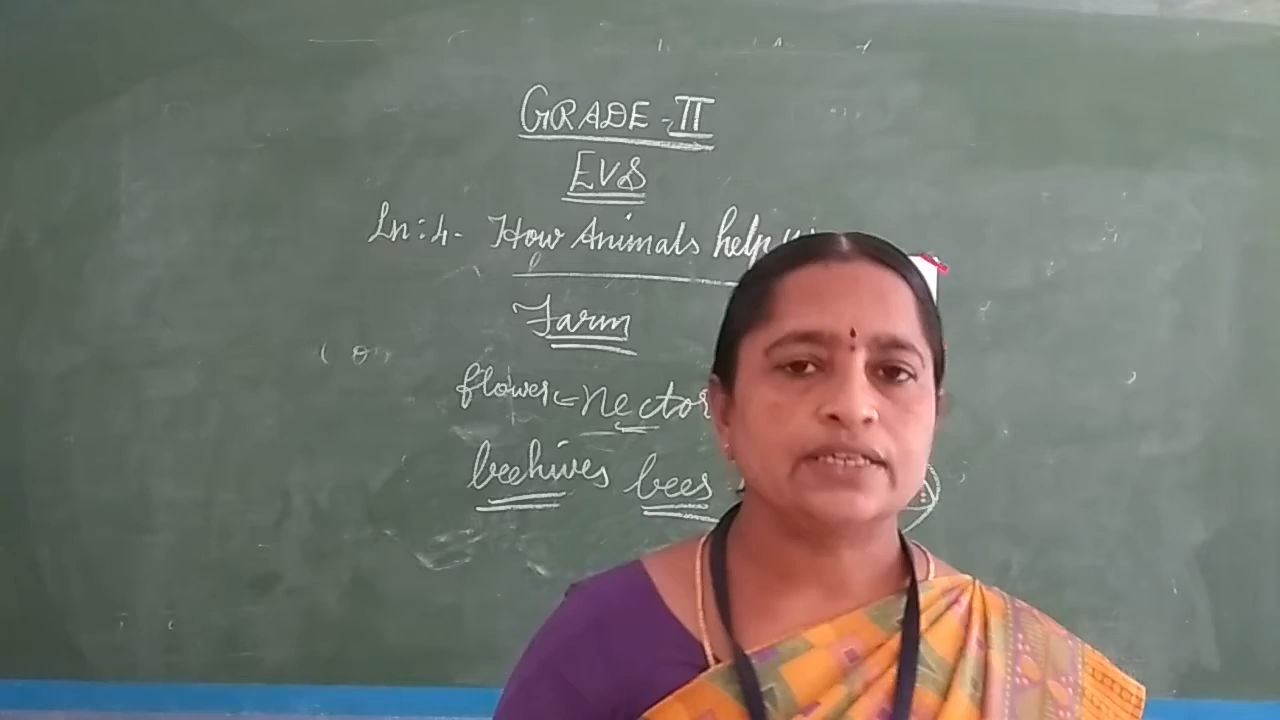 GRADE - II
EVS
Ln: 4 - How Animals help
Farm
flower - nector
beehives bees